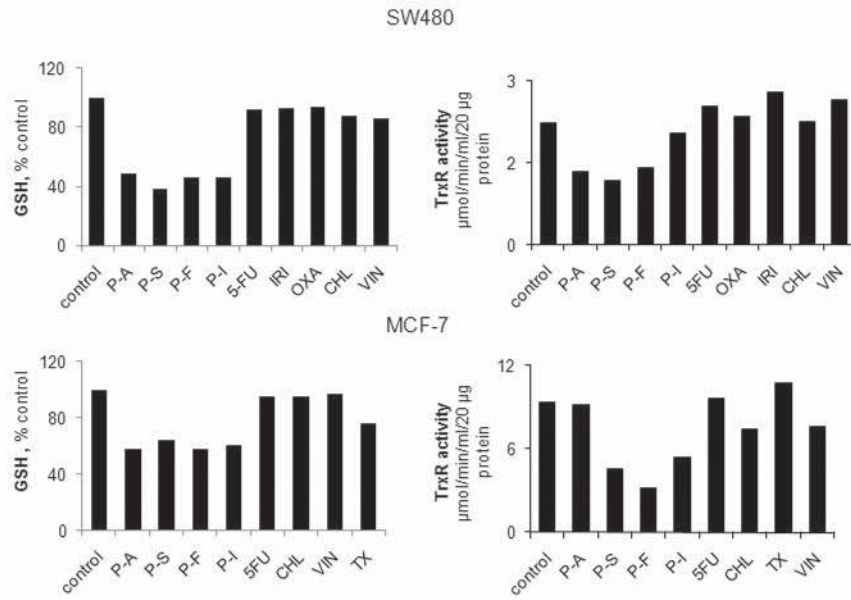 SW480
GSH, % control
120
80
40
0
control P-A P-S P-F P-I 5-FU IRI OXA CHL VIN
TrxR activity
µmol/min/ml/20 µg
protein
3
2
0
control P-A P-S P-F P-I 5FU OXA IRI CHL VIN
MCF-7
GSH , % control
120
80
40
0
control P-A P-S P-F P-I 5FU CHL VIN TX
TrxR activity
µmol/min/ml/20 µg
protein
12
6
0
control P-A P-S P-F P-I 5FU CHL TX VIN